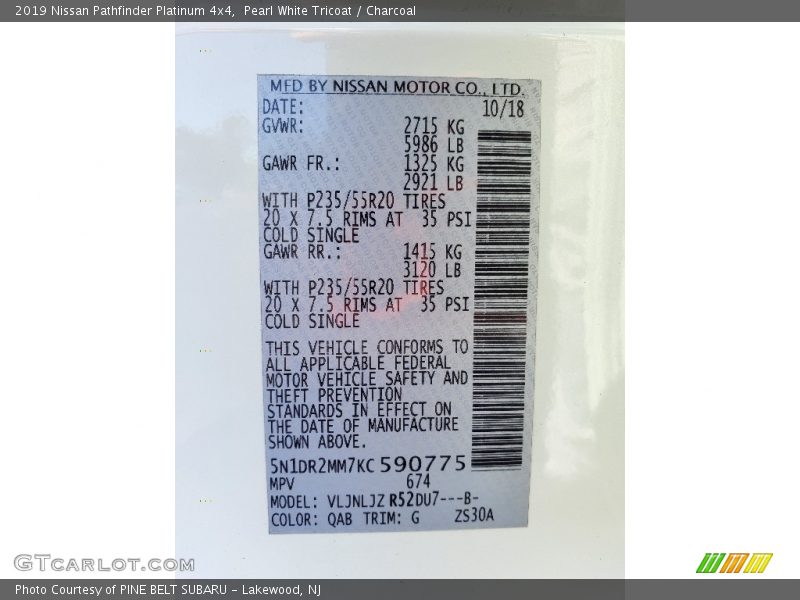 2019 Nissan Pathfinder Platinum 4x4,  Pearl White Tricoat / Charcoal
MFD BY NISSAN MOTOR CO., LTD.
DATE: 10/18
GVWR: 2715 KG
5986 LB
GAWR FR.: 1325 KG
2921 LB
WITH P235/55R20 TIRES
20 X 7.5 RIMS AT 35 PSI
COLD SINGLE
GAWR RR.: 1415 KG
3120 LB
WITH P235/55R20 TIRES
20 X 7.5 RIMS AT 35 PSI
COLD SINGLE
THIS VEHICLE CONFORMS TO
ALL APPLICABLE FEDERAL
MOTOR VEHICLE SAFETY AND
THEFT PREVENTION
STANDARDS IN EFFECT ON
THE DATE OF MANUFACTURE
SHOWN ABOVE.
5N1DR2MM7KC590775
MPV 674
MODEL: VLJNLJZ R52DU7---B-
COLOR: QAB TRIM: G ZS30A
GTcarlot.com
Photo Courtesy of PINE BELT SUBARU – Lakewood, NJ